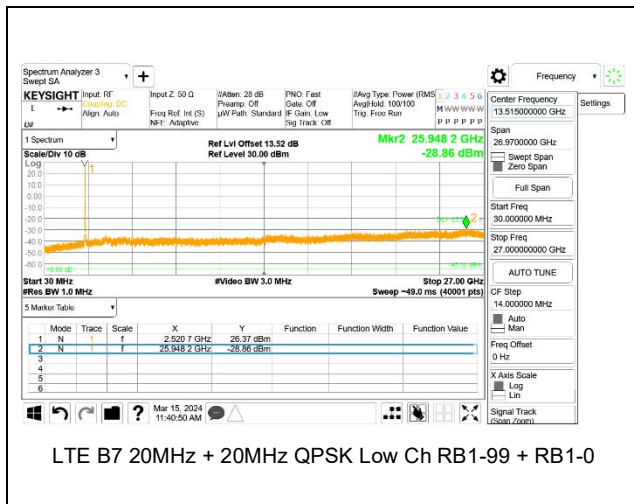 Spectrum Analyzer 3
Swept SA
Frequency
Settings
KEYSIGHT
Input: RF
Coupling: DC
Align: Auto
Input Z: 50 Ω
Freq Ref: Int (S)
NFE: Adaptive
#Atten: 28 dB
Preamp: Off
µW Path: Standard
PNO: Fast
Gate: Off
IF Gain: Low
Sig Track: Off
#Avg Type: Power (RMS
Avg|Hold: 100/100
Trig: Free Run
1 2 3 4 5 6
M W W W W W
P P P P P P
L
1 Spectrum
Scale/Div 10 dB
Log
Ref Lvl Offset 13.52 dB
Ref Level 30.00 dBm
Mkr2 25.948 2 GHz
-28.86 dBm
20.0
10.0
0.00
-10.0
-20.0
-30.0
-40.0
-50.0
-60.0
1
2
Start 30 MHz
#Res BW 1.0 MHz
#Video BW 3.0 MHz
Stop 27.00 GHz
Sweep ~49.0 ms (40001 pts)
5 Marker Table
Mode Trace Scale X Y Function Function Width Function Value
1 N 1 f 2.520 7 GHz 26.37 dBm
2 N 1 f 25.948 2 GHz -28.86 dBm
3
4
5
6
Mar 15, 2024
11:40:50 AM
Center Frequency
13.515000000 GHz
Span
26.9700000 GHz
Swept Span
Zero Span
Full Span
Start Freq
30.000000 MHz
Stop Freq
27.000000000 GHz
AUTO TUNE
CF Step
14.000000 MHz
Auto
Man
Freq Offset
0 Hz
X Axis Scale
Log
Lin
Signal Track
(Span Zoom)
LTE B7 20MHz + 20MHz QPSK Low Ch RB1-99 + RB1-0